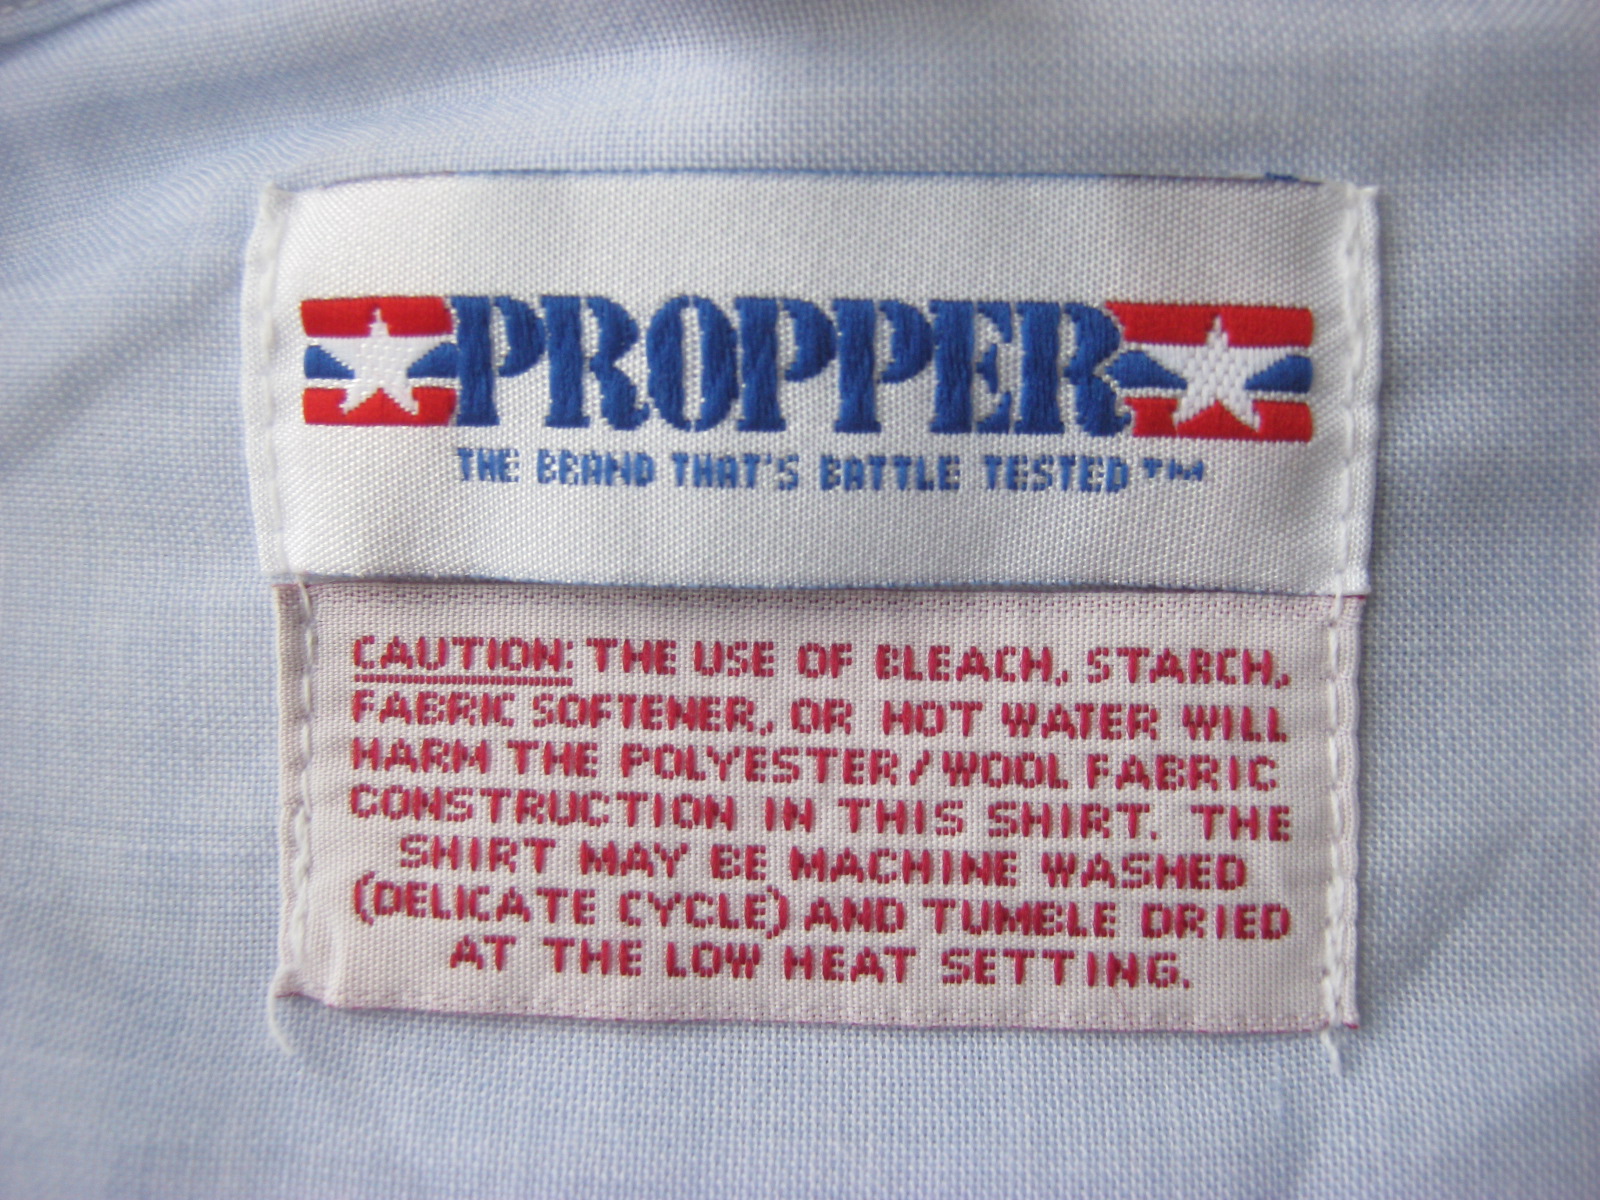 PROPPER
THE BRAND THAT'S BATTLE TESTED™
CAUTION: THE USE OF BLEACH, STARCH,
FABRIC SOFTENER, OR HOT WATER WILL
HARM THE POLYESTER/WOOL FABRIC
CONSTRUCTION IN THIS SHIRT. THE
SHIRT MAY BE MACHINE WASHED
(DELICATE CYCLE) AND TUMBLE DRIED
AT THE LOW HEAT SETTING.